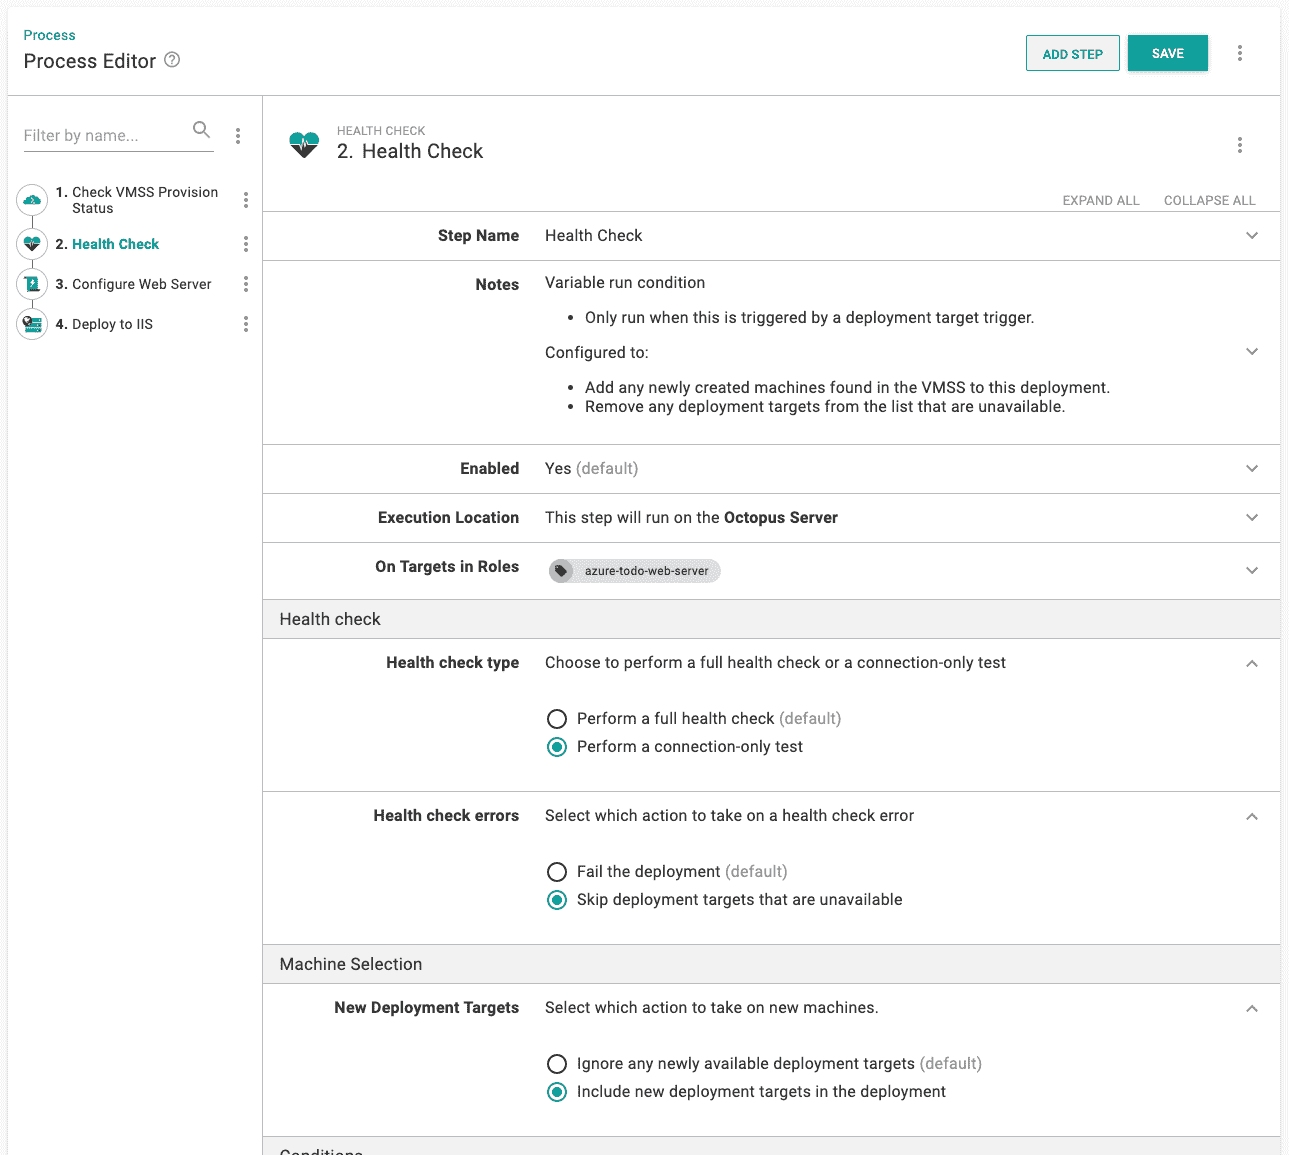 Process
Process Editor
ADD STEP
SAVE
Filter by name...
1. Check VMSS Provision
Status
2. Health Check
3. Configure Web Server
4. Deploy to IIS
HEALTH CHECK
2. Health Check
EXPAND ALL
COLLAPSE ALL
Step Name
Health Check
Notes
Variable run condition
• Only run when this is triggered by a deployment target trigger.
Configured to:
• Add any newly created machines found in the VMSS to this deployment.
• Remove any deployment targets from the list that are unavailable.
Enabled
Yes (default)
Execution Location
This step will run on the Octopus Server
On Targets in Roles
azure-todo-web-server
Health check
Health check type
Choose to perform a full health check or a connection-only test
Perform a full health check (default)
Perform a connection-only test
Health check errors
Select which action to take on a health check error
Fail the deployment (default)
Skip deployment targets that are unavailable
Machine Selection
New Deployment Targets
Select which action to take on new machines.
Ignore any newly available deployment targets (default)
Include new deployment targets in the deployment
Conditions